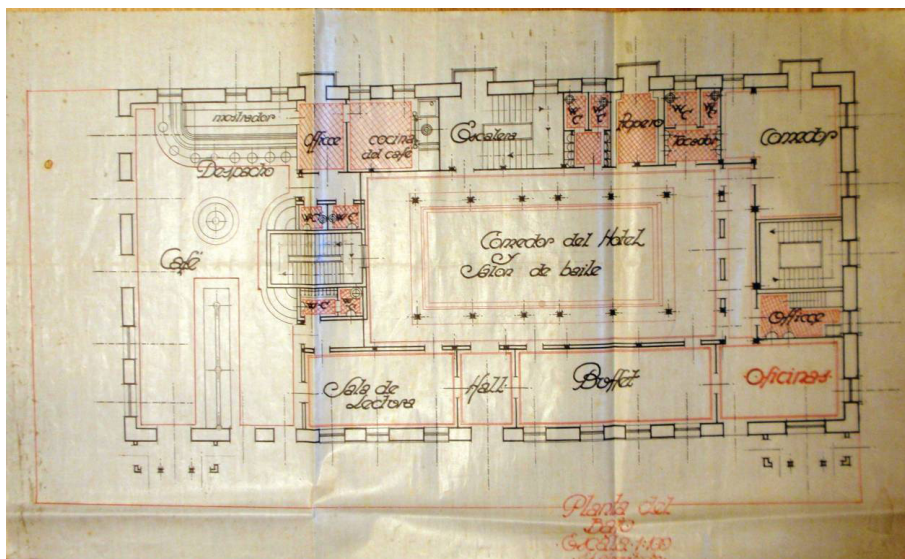 mostrador
Office
cocina
del café
Escalera
W
C
W
C
Ropero
W
C
W
C
Tocador
Comedor
Despacho
W C
W C
Café
Comedor del Hotel
y
Salon de baile
W C
W
C
Office
Sala de
Lectura
Hall
Buffet
Oficinas
Planta del
Bajo
Escala 1:100